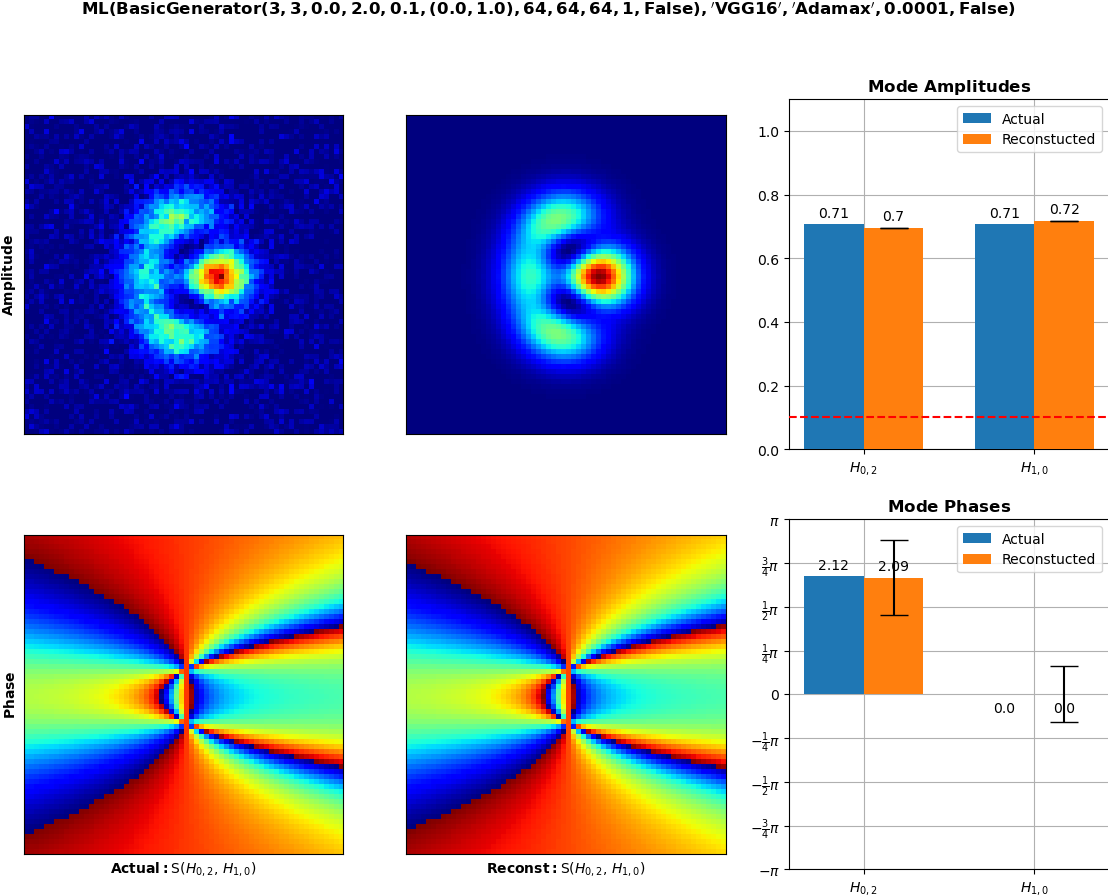 ML(BasicGenerator(3, 3, 0.0, 2.0, 0.1, (0.0, 1.0), 64, 64, 64, 1, False), ′VGG16′, ′Adamax′, 0.0001, False)
Amplitude
Mode Amplitudes
Actual
Reconstucted
1.0
0.8
0.6
0.4
0.2
0.0
0.71
0.7
0.71
0.72
H0, 2
H1, 0
Phase
Actual: S(H0, 2, H1, 0)
Reconst: S(H0, 2, H1, 0)
Mode Phases
Actual
Reconstucted
π
3/4π
1/2π
1/4π
0
−1/4π
−1/2π
−3/4π
−π
2.12
2.09
0.0
0.0
H0, 2
H1, 0